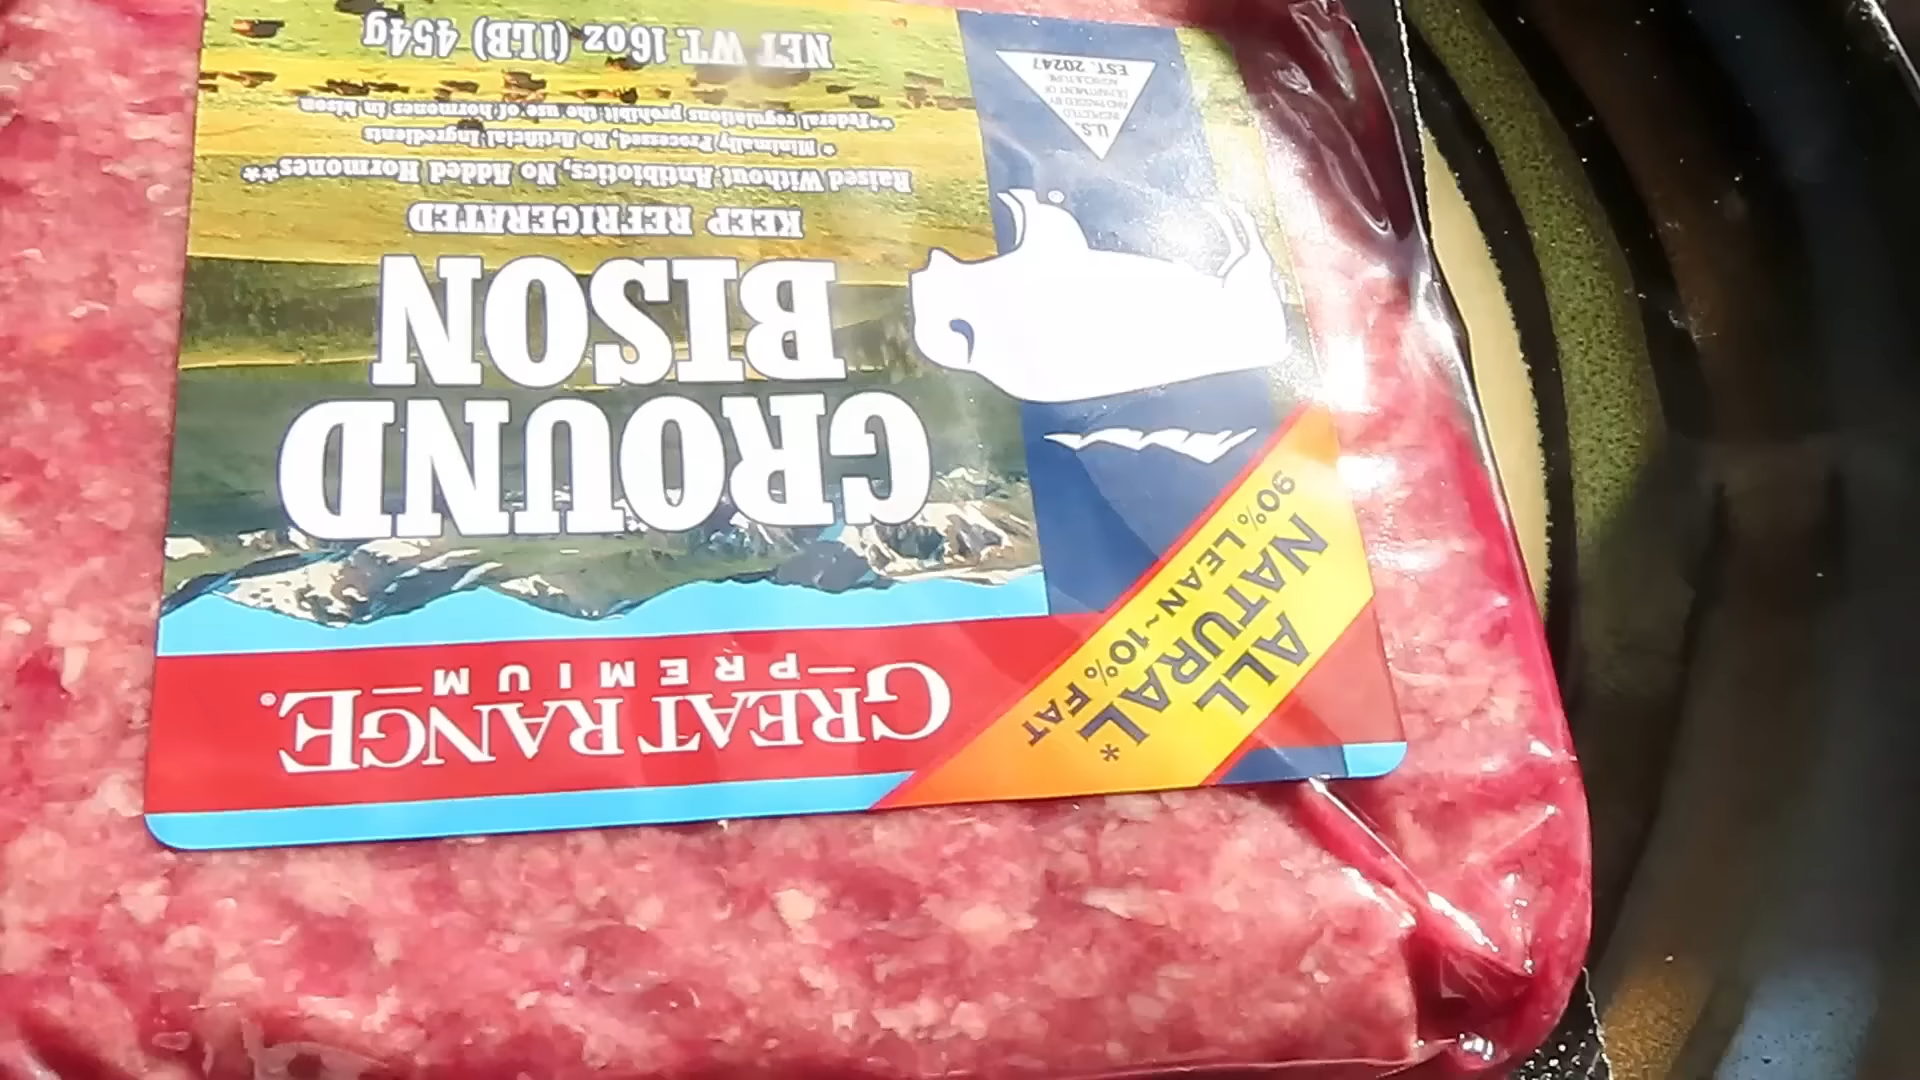 GREAT RANGE®
—PREMIUM—
ALL
NATURAL*
90% LEAN~10% FAT
GROUND
BISON
KEEP REFRIGERATED
Raised Without Antibiotics, No Added Hormones**
* Minimally Processed, No Artificial Ingredients
**Federal regulations prohibit the use of hormones in bison
NET WT. 16oz (1LB) 454g
U.S.
INSPECTED
AND PASSED BY
DEPARTMENT OF
AGRICULTURE
EST. 20247